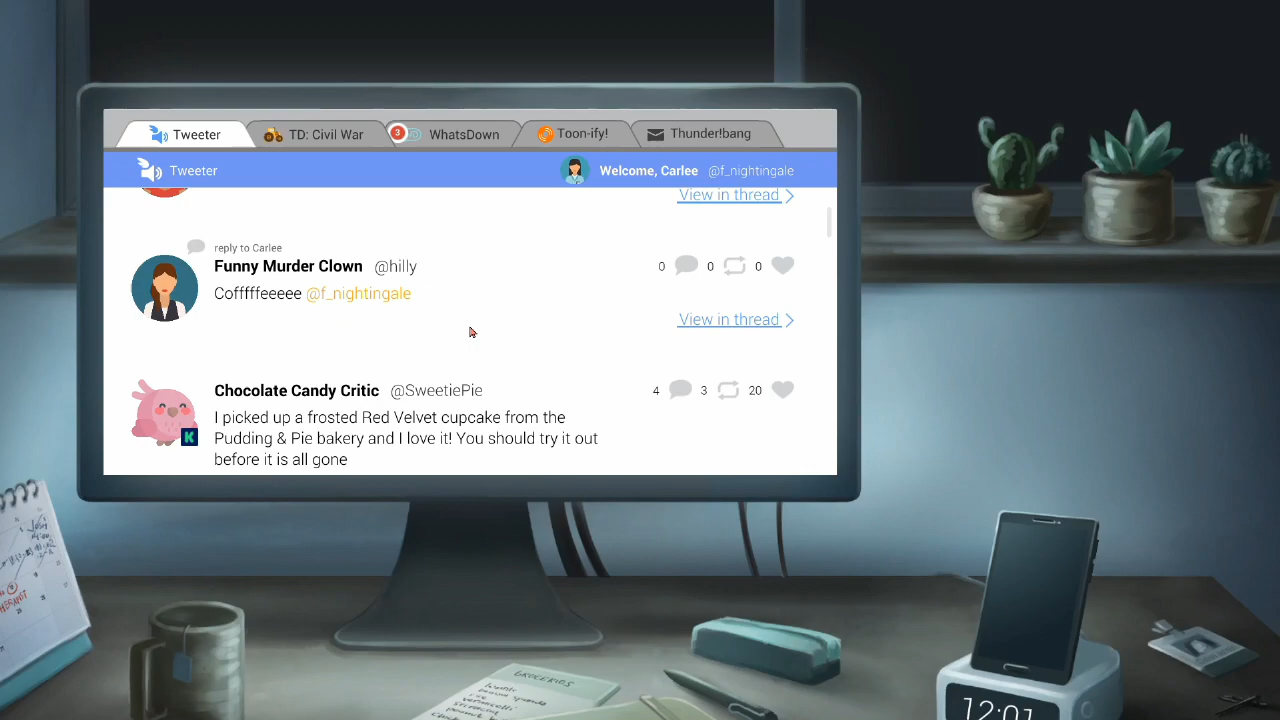 Tweeter
TD: Civil War
3
WhatsDown
Toon-ify!
Thunder!bang
Tweeter
Welcome, Carlee @f_nightingale
View in thread
reply to Carlee
Funny Murder Clown @hilly
0 0 0
Cofffffeeeee @f_nightingale
View in thread
Chocolate Candy Critic @SweetiePie
4 3 20
I picked up a frosted Red Velvet cupcake from the
Pudding & Pie bakery and I love it! You should try it out
before it is all gone
K
GROCERIES
12:01